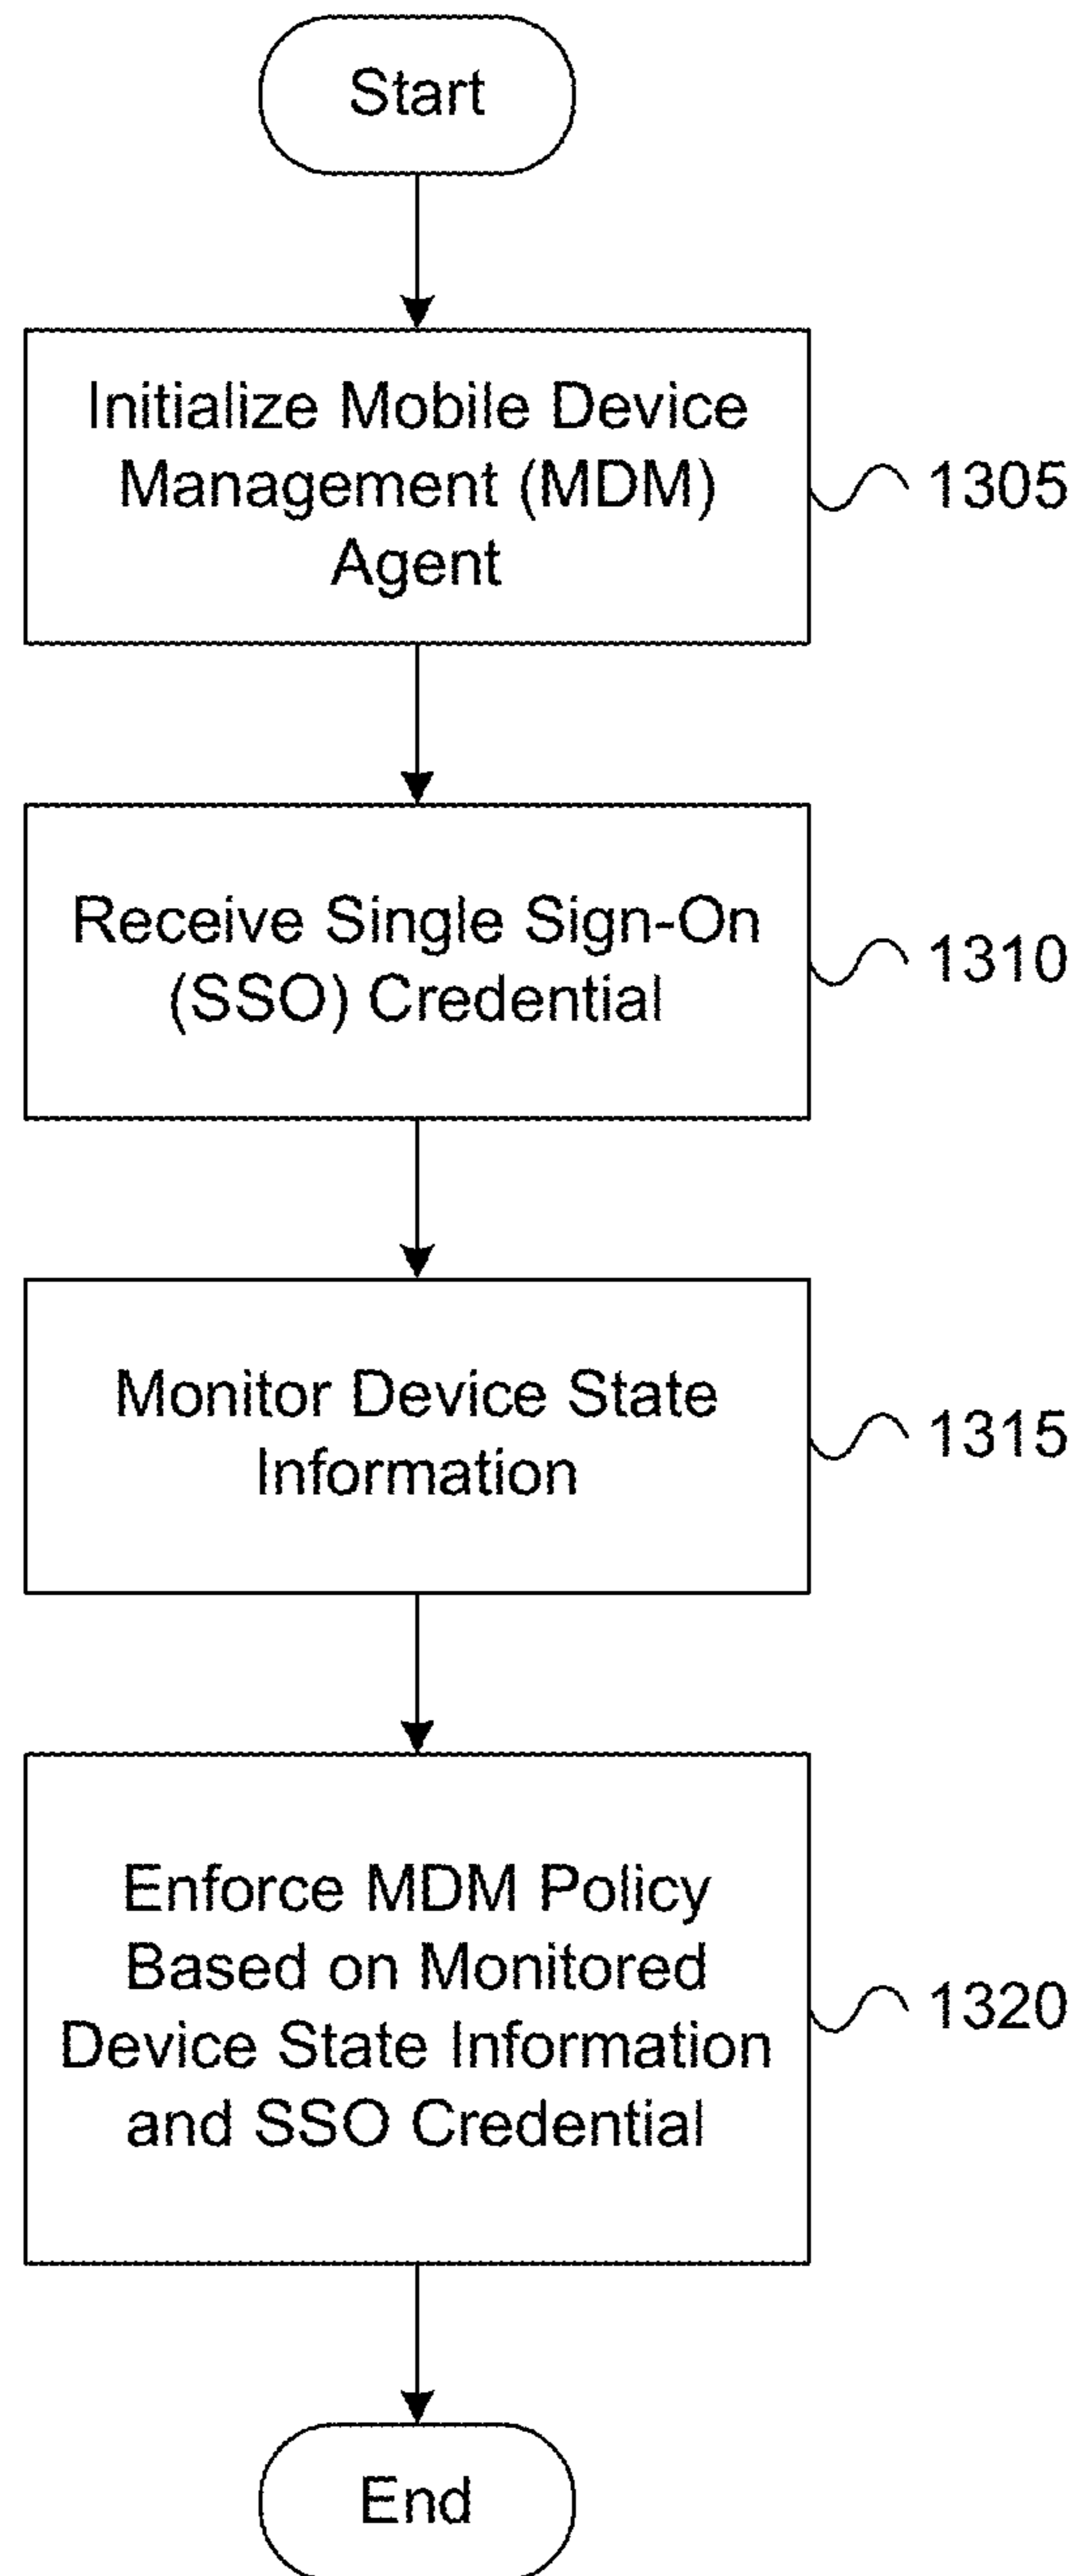 Start
Initialize Mobile Device
Management (MDM)
Agent
1305
Receive Single Sign-On
(SSO) Credential
1310
Monitor Device State
Information
1315
Enforce MDM Policy
Based on Monitored
Device State Information
and SSO Credential
1320
End